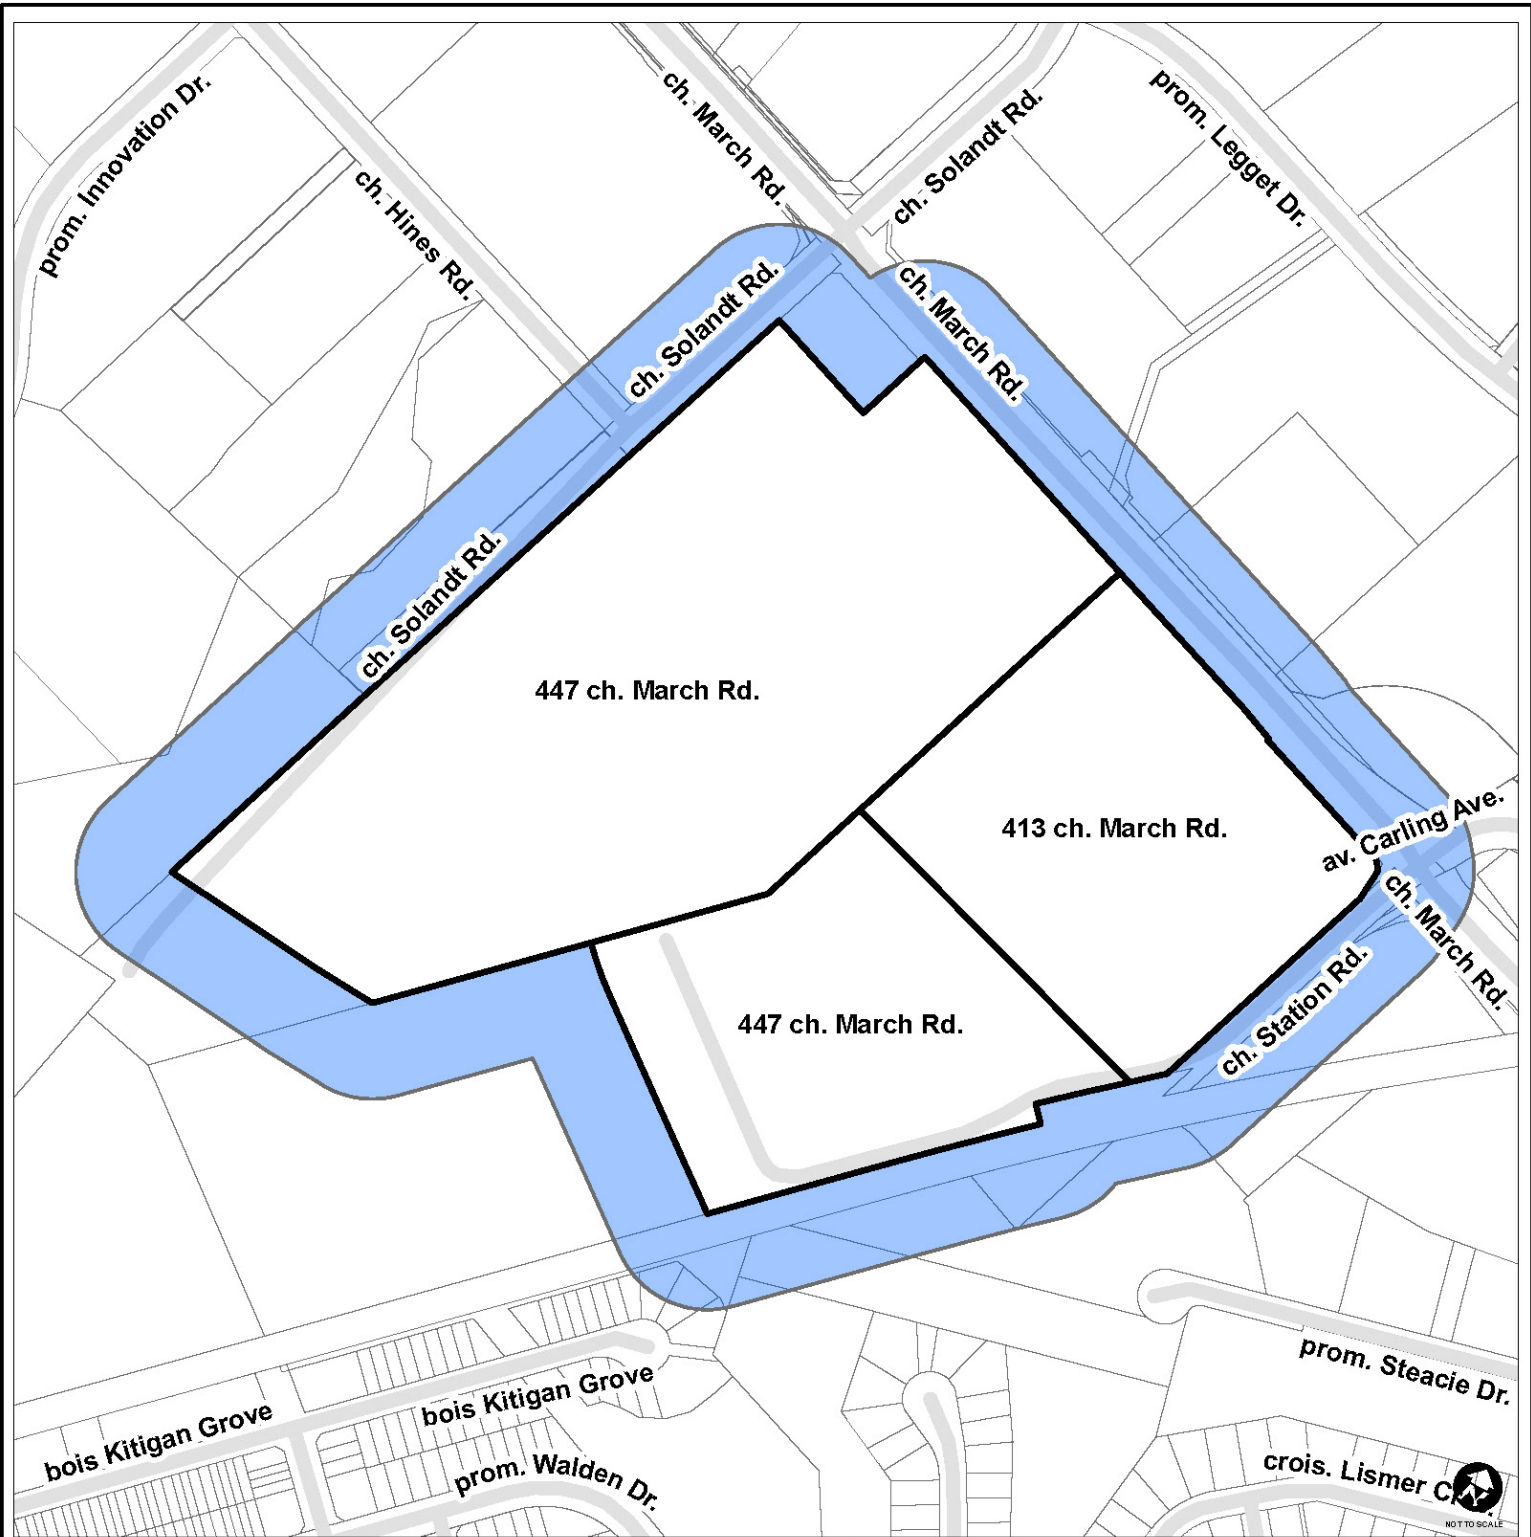 prom. Innovation Dr.
ch. Hines Rd.
ch. March Rd.
ch. Solandt Rd.
prom. Legget Dr.
ch. Solandt Rd.
ch. March Rd.
ch. Solandt Rd.
447 ch. March Rd.
413 ch. March Rd.
av. Carling Ave.
ch. March Rd.
ch. Station Rd.
447 ch. March Rd.
prom. Steacie Dr.
bois Kitigan Grove
bois Kitigan Grove
prom. Walden Dr.
crois. Lismer
NOT TO SCALE